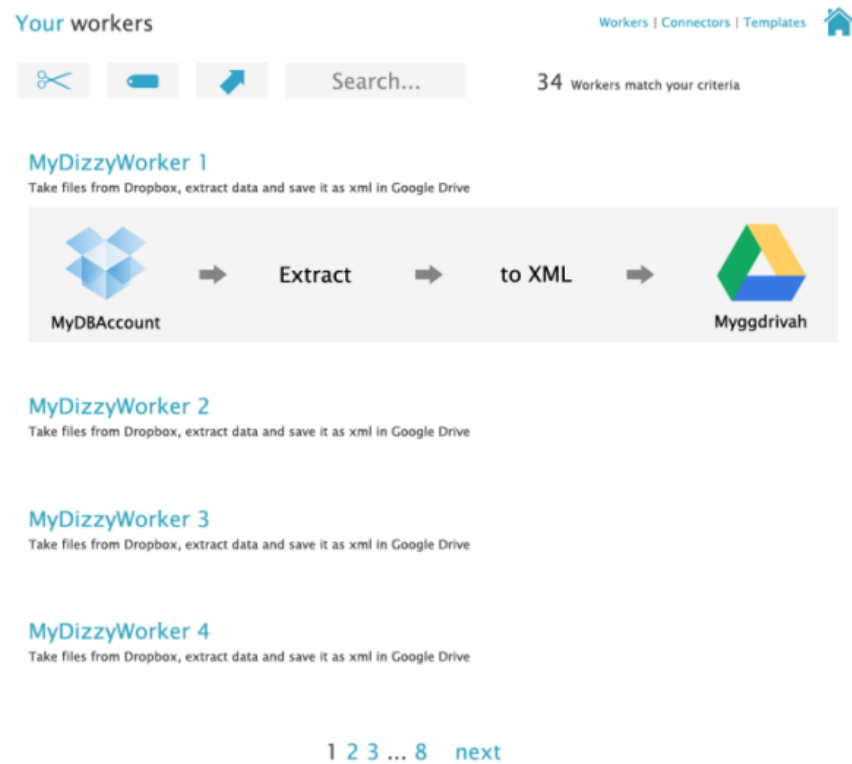 Your workers
Workers | Connectors | Templates
Search...
34 Workers match your criteria
MyDizzyWorker 1
Take files from Dropbox, extract data and save it as xml in Google Drive
Extract
to XML
MyDBAccount
Myggdrivah
MyDizzyWorker 2
Take files from Dropbox, extract data and save it as xml in Google Drive
MyDizzyWorker 3
Take files from Dropbox, extract data and save it as xml in Google Drive
MyDizzyWorker 4
Take files from Dropbox, extract data and save it as xml in Google Drive
1 2 3 ... 8 next